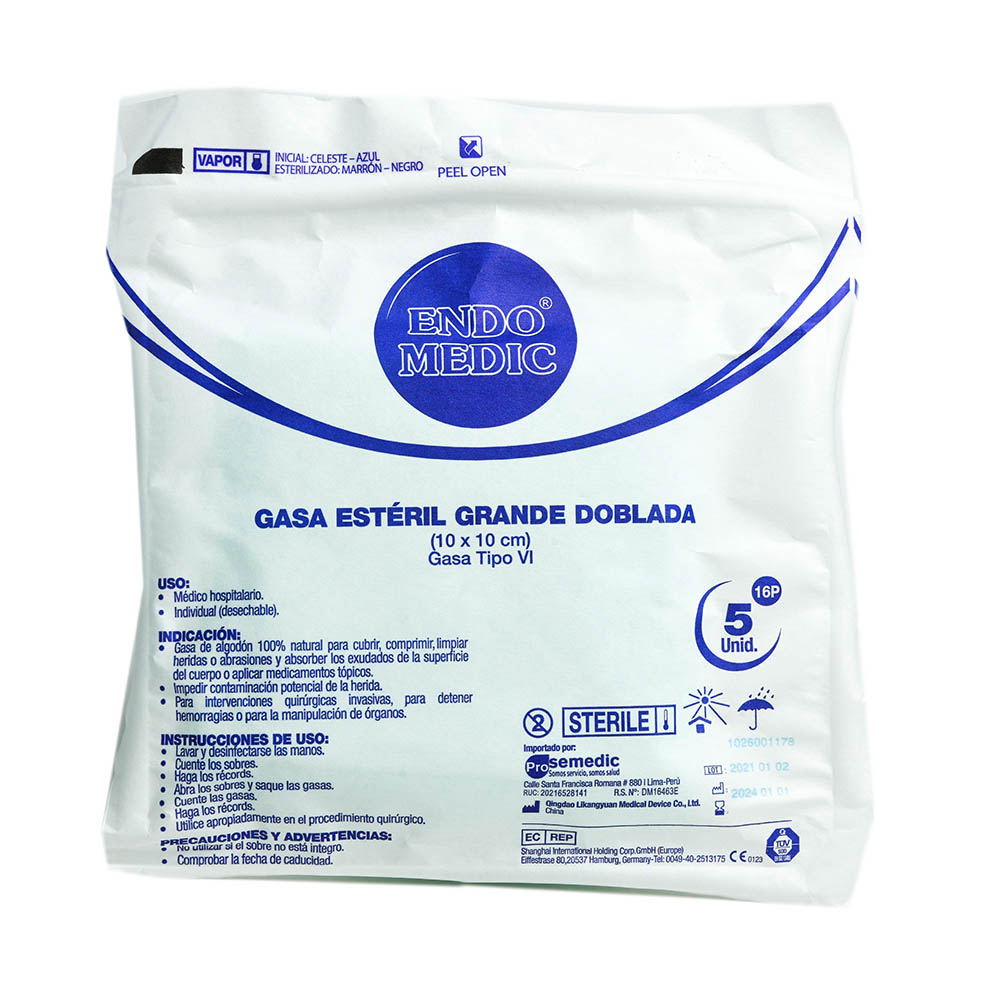 VAPOR
INICIAL: CELESTE – AZUL
ESTERILIZADO: MARRÓN – NEGRO
PEEL OPEN
ENDO®
MEDIC
GASA ESTÉRIL GRANDE DOBLADA
(10 x 10 cm)
Gasa Tipo VI
USO:
• Médico hospitalario.
• Individual (desechable).
16P
5
Unid.
INDICACIÓN:
• Gasa de algodón 100% natural para cubrir, comprimir, limpiar
heridas o abrasiones y absorber los exudados de la superficie
del cuerpo o aplicar medicamentos tópicos.
• Impedir contaminación potencial de la herida.
• Para intervenciones quirúrgicas invasivas, para detener
hemorragias o para la manipulación de órganos.
INSTRUCCIONES DE USO:
• Lavar y desinfectarse las manos.
• Cuente los sobres.
• Haga los récords.
• Abra los sobres y saque las gasas.
• Cuente las gasas.
• Haga los récords.
• Utilice apropiadamente en el procedimiento quirúrgico.
PRECAUCIONES Y ADVERTENCIAS:
• No utilizar si el sobre no está íntegro.
• Comprobar la fecha de caducidad.
2
STERILE
Importado por:
Prosemedic
Somos servicio, somos salud
Calle Santa Francisca Romana # 880 I Lima-Perú
RUC: 20216528141 R.S. N°: DM16463E
Qingdao Likangyuan Medical Device Co., Ltd.
China
1026001178
LOT: 2021 01 02
: 2024 01 01
:
EC REP
Shanghai International Holding Corp.GmbH (Europe)
Eiffestrase 80,20537 Hamburg, Germany-Tel: 0049-40-2513175
CE 0123
TÜV